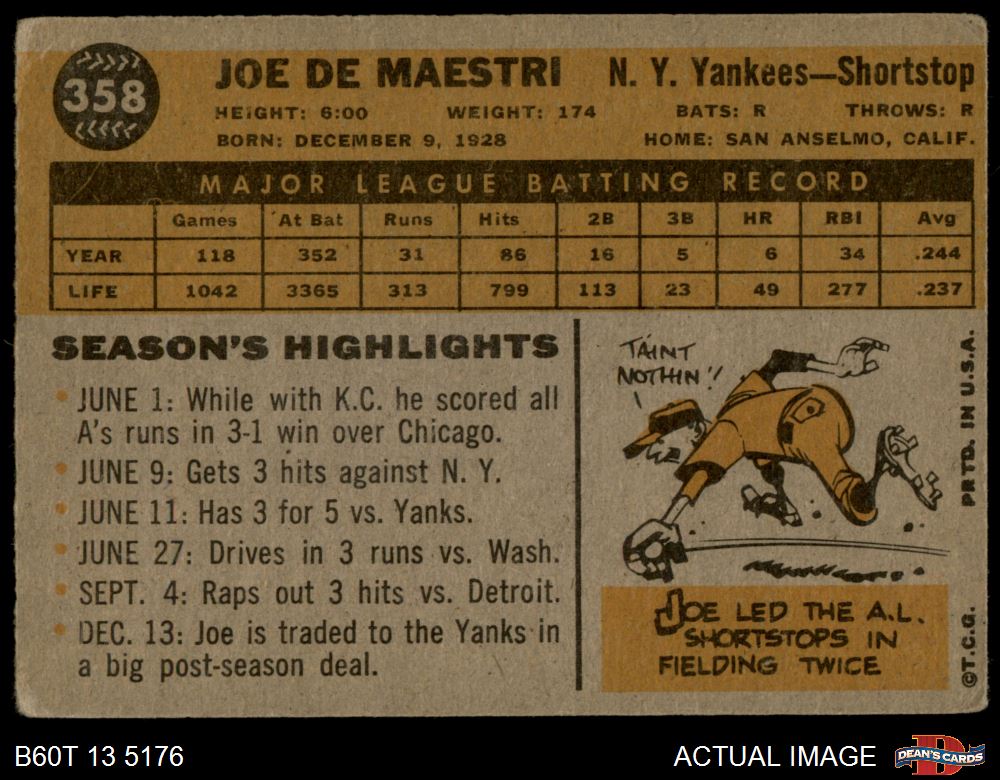 358
JOE DE MAESTRI N. Y. Yankees—Shortstop
HEIGHT: 6:00 WEIGHT: 174 BATS: R THROWS: R
BORN: DECEMBER 9, 1928 HOME: SAN ANSELMO, CALIF.
MAJOR LEAGUE BATTING RECORD
Games At Bat Runs Hits 2B 3B HR RBI Avg
YEAR 118 352 31 86 16 5 6 34 .244
LIFE 1042 3365 313 799 113 23 49 277 .237
SEASON'S HIGHLIGHTS
• JUNE 1: While with K.C. he scored all
A's runs in 3-1 win over Chicago.
• JUNE 9: Gets 3 hits against N. Y.
• JUNE 11: Has 3 for 5 vs. Yanks.
• JUNE 27: Drives in 3 runs vs. Wash.
• SEPT. 4: Raps out 3 hits vs. Detroit.
• DEC. 13: Joe is traded to the Yanks in
a big post-season deal.
TAINT
NOTHIN'!
JOE LED THE A.L.
SHORTSTOPS IN
FIELDING TWICE
©T.C.G. PRTD. IN U.S.A.
B60T 13 5176 ACTUAL IMAGE
DEAN'S CARDS